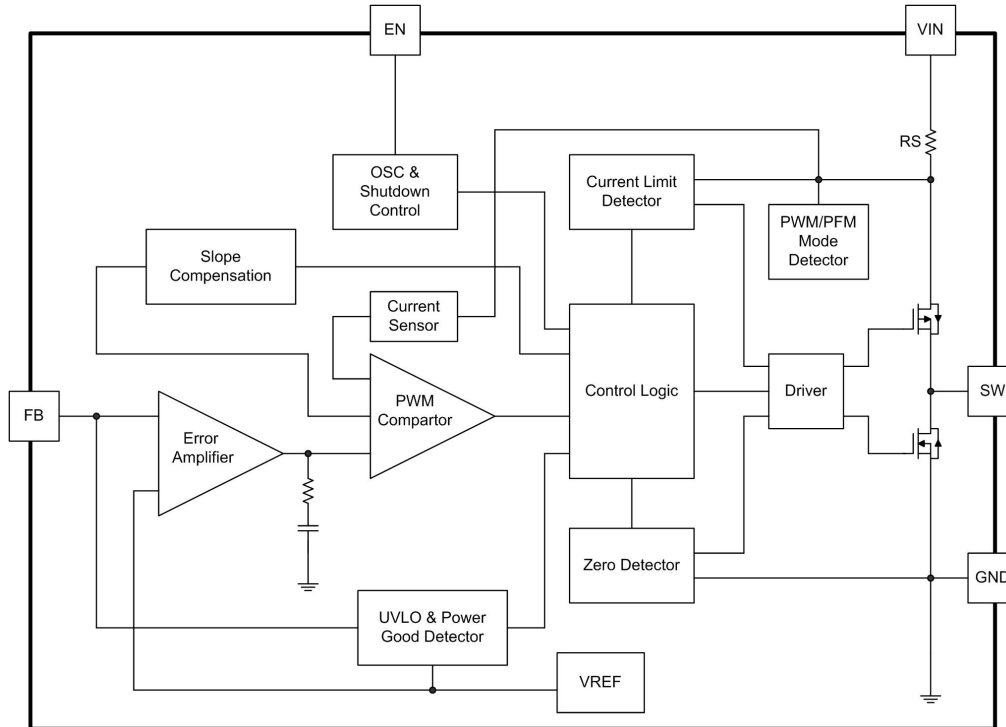 EN
VIN
RS
OSC &
Shutdown
Control
Current Limit
Detector
PWM/PFM
Mode
Detector
Slope
Compensation
Current
Sensor
FB
Error
Amplifier
PWM
Compartor
Control Logic
Driver
SW
Zero Detector
GND
UVLO & Power
Good Detector
VREF